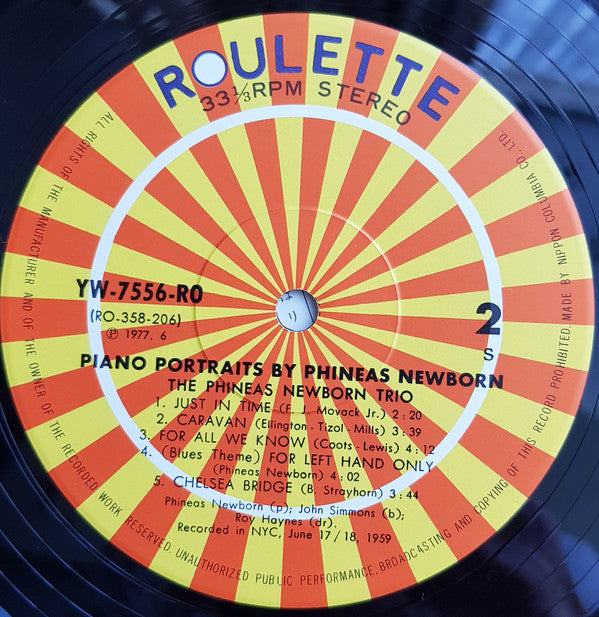 ROULETTE
33⅓RPM STEREO
YW-7556-RO
(RO-358-206)
Ⓟ 1977. 6
2
S
PIANO PORTRAITS BY PHINEAS NEWBORN
THE PHINEAS NEWBORN TRIO
1. JUST IN TIME (F. J. Movack Jr.) 2:20
2. CARAVAN (Ellington-Tizol-Mills) 3:39
3. FOR ALL WE KNOW (Coots-Lewis) 4:12
4. (Blues Theme) FOR LEFT HAND ONLY
(Phineas Newborn) 4:02
5. CHELSEA BRIDGE (B. Strayhorn) 3:44
Phineas Newborn (p); John Simmons (b);
Roy Haynes (dr).
Recorded in NYC, June 17/18, 1959
ALL RIGHTS OF THE MANUFACTURER AND OF THE OWNER OF THE RECORDED WORK RESERVED. UNAUTHORIZED PUBLIC PERFORMANCE, BROADCASTING AND COPYING OF THIS RECORD PROHIBITED. MADE BY NIPPON COLUMBIA CO., LTD.